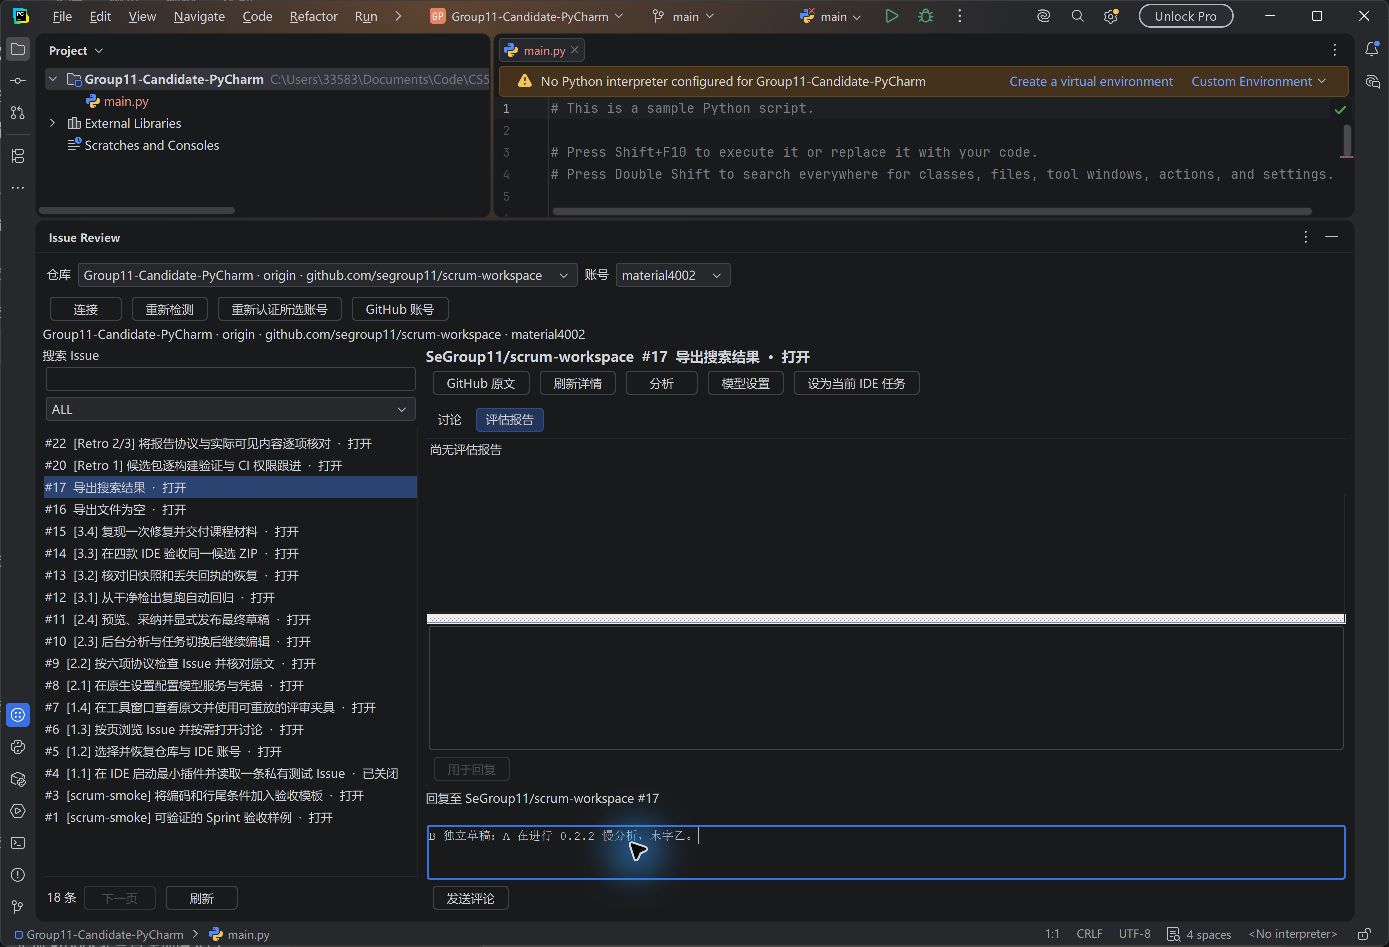 File Edit View Navigate Code Refactor Run
GP Group11-Candidate-PyCharm
main
main
Unlock Pro
Project
Group11-Candidate-PyCharm C:\Users\33583\Documents\Code\CS5
main.py
External Libraries
Scratches and Consoles
main.py
No Python interpreter configured for Group11-Candidate-PyCharm
Create a virtual environment
Custom Environment
1 # This is a sample Python script.
2
3 # Press Shift+F10 to execute it or replace it with your code.
4 # Press Double Shift to search everywhere for classes, files, tool windows, actions, and settings.
5
Issue Review
仓库 Group11-Candidate-PyCharm · origin · github.com/segroup11/scrum-workspace 账号 material4002
连接 重新检测 重新认证所选账号 GitHub 账号
Group11-Candidate-PyCharm · origin · github.com/segroup11/scrum-workspace · material4002
搜索 Issue
ALL
#22 [Retro 2/3] 将报告协议与实际可见内容逐项核对 · 打开
#20 [Retro 1] 候选包逐构建验证与 CI 权限跟进 · 打开
#17 导出搜索结果 · 打开
#16 导出文件为空 · 打开
#15 [3.4] 复现一次修复并交付课程材料 · 打开
#14 [3.3] 在四款 IDE 验收同一候选 ZIP · 打开
#13 [3.2] 核对旧快照和丢失回执的恢复 · 打开
#12 [3.1] 从干净检出复跑自动回归 · 打开
#11 [2.4] 预览、采纳并显式发布最终草稿 · 打开
#10 [2.3] 后台分析与任务切换后继续编辑 · 打开
#9 [2.2] 按六项协议检查 Issue 并核对原文 · 打开
#8 [2.1] 在原生设置配置模型服务与凭据 · 打开
#7 [1.4] 在工具窗口查看原文并使用可重放的评审夹具 · 打开
#6 [1.3] 按页浏览 Issue 并按需打开讨论 · 打开
#5 [1.2] 选择并恢复仓库与 IDE 账号 · 打开
#4 [1.1] 在 IDE 启动最小插件并读取一条私有测试 Issue · 已关闭
#3 [scrum-smoke] 将编码和行尾条件加入验收模板 · 打开
#1 [scrum-smoke] 可验证的 Sprint 验收样例 · 打开
18 条 下一页 刷新
SeGroup11/scrum-workspace #17 导出搜索结果 · 打开
GitHub 原文 刷新详情 分析 模型设置 设为当前 IDE 任务
讨论 评估报告
尚无评估报告
用于回复
回复至 SeGroup11/scrum-workspace #17
B 独立草稿：A 在进行 0.2.2 慢分析，末字乙。
发送评论
Group11-Candidate-PyCharm > main.py
1:1 CRLF UTF-8 4 spaces <No interpreter>